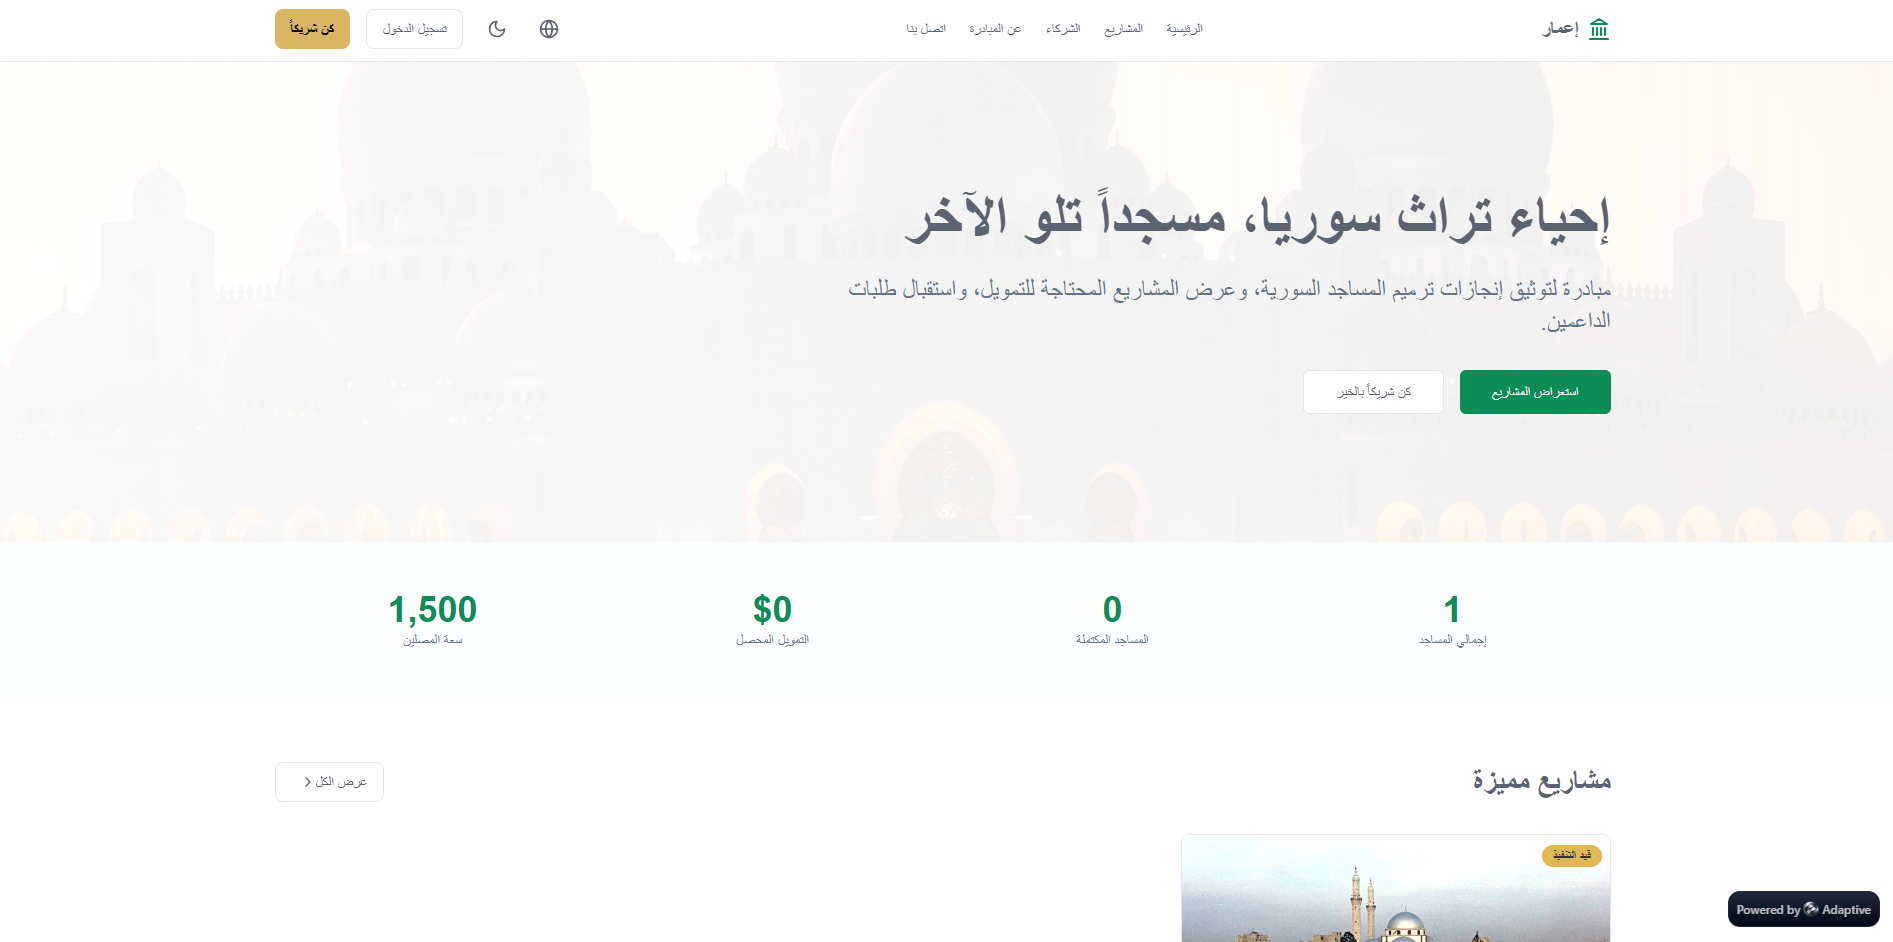 إعمار
الرئيسية
المشاريع
الشركاء
عن المبادرة
اتصل بنا
تسجيل الدخول
كن شريكاً
إحياء تراث سوريا، مسجداً تلو الآخر
مبادرة لتوثيق إنجازات ترميم المساجد السورية، وعرض المشاريع المحتاجة للتمويل، واستقبال طلبات
الداعمين.
استعراض المشاريع
كن شريكاً بالخير
1
إجمالي المساجد
0
المساجد المكتملة
$0
التمويل المحصل
1,500
سعة المصلين
مشاريع مميزة
عرض الكل
قيد التنفيذ
Powered by Adaptive